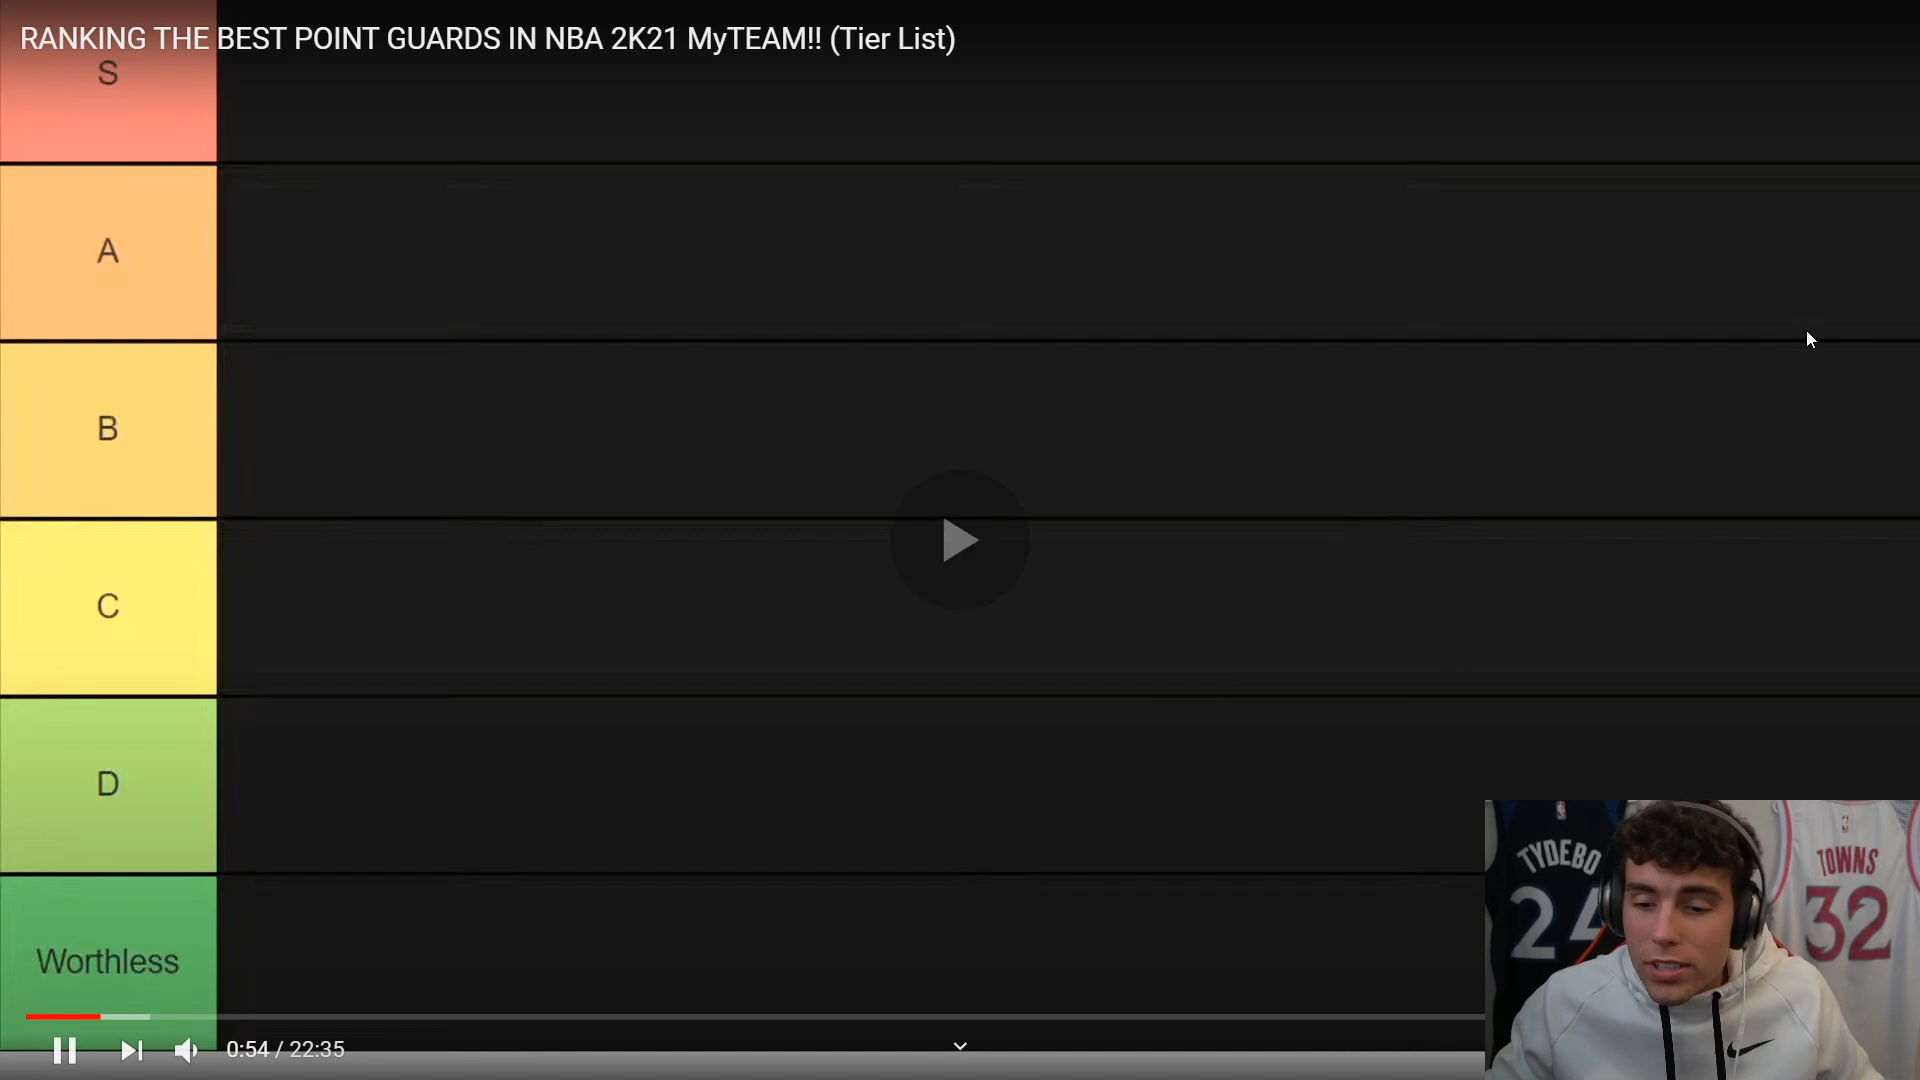 RANKING THE BEST POINT GUARDS IN NBA 2K21 MyTEAM!! (Tier List)
S
A
B
C
D
Worthless
TYDEBO
24
TOWNS
32
0:54 / 22:35